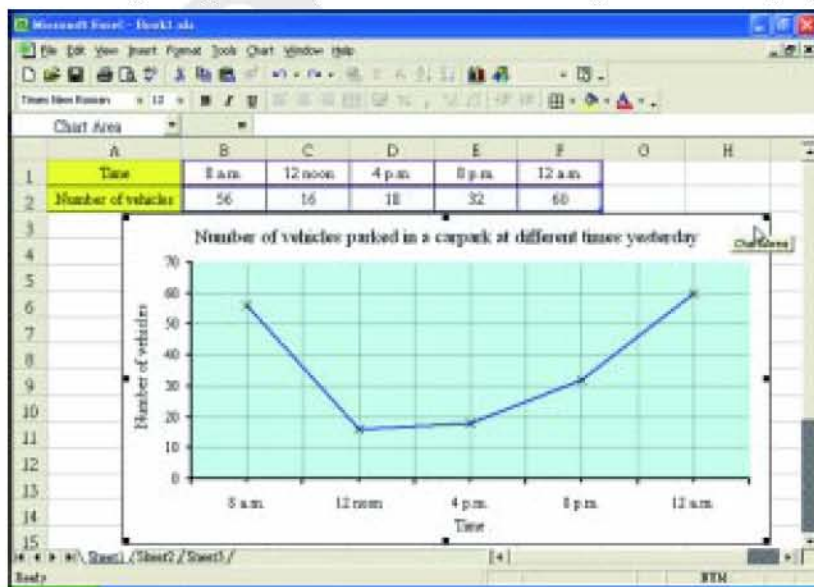 Microsoft Excel - Book1.xls
File Edit View Insert Format Tools Chart Window Help
Times New Roman 12 B I U
Chart Area =
A B C D E F G H
1 Time 8 a.m. 12 noon 4 p.m. 8 p.m. 12 a.m.
2 Number of vehicles 56 16 18 32 60
3
Number of vehicles parked in a carpark at different times yesterday
Chart Area
4
5
6
7
8
9
10
11
12
13
14
15
Number of vehicles
70
60
50
40
30
20
10
0
8 a.m. 12 noon 4 p.m. 8 p.m. 12 a.m.
Time
Sheet1 / Sheet2 / Sheet3 /
Ready NUM